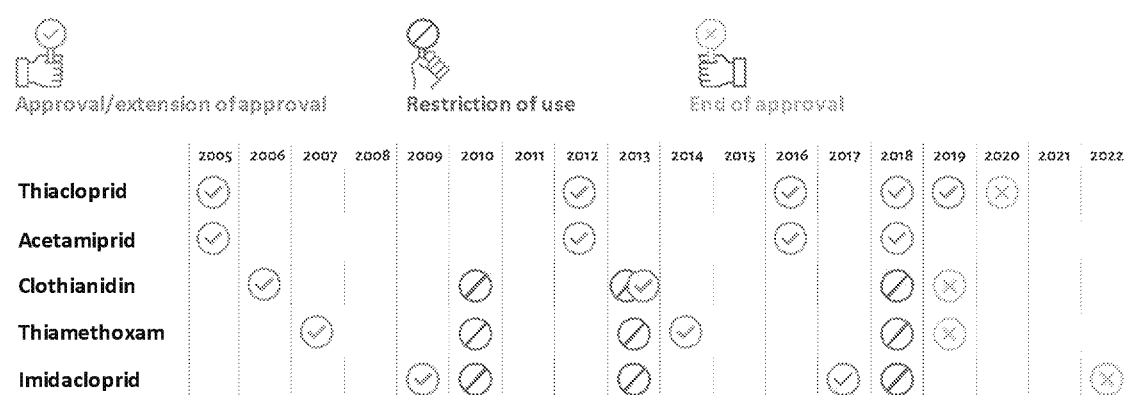 Approval/extension of approval Restriction of use End of approval
2005 2006 2007 2008 2009 2010 2011 2012 2013 2014 2015 2016 2017 2018 2019 2020 2021 2022
Thiacloprid
Acetamiprid
Clothianidin
Thiamethoxam
Imidacloprid